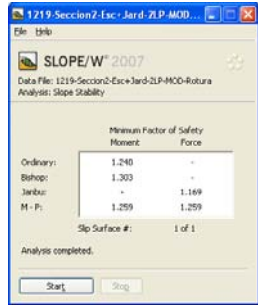 1219-Seccion2-Esc+Jard-2LP-MOD...
File Help
SLOPE/W 2007
Data File: 1219-Seccion2-Esc+Jard-2LP-MOD-Rotura
Analysis: Slope Stability
Minimum Factor of Safety
Moment Force
Ordinary: 1.240 -
Bishop: 1.303 -
Janbu: - 1.169
M - P: 1.259 1.259
Slip Surface #: 1 of 1
Analysis completed.
Start Stop